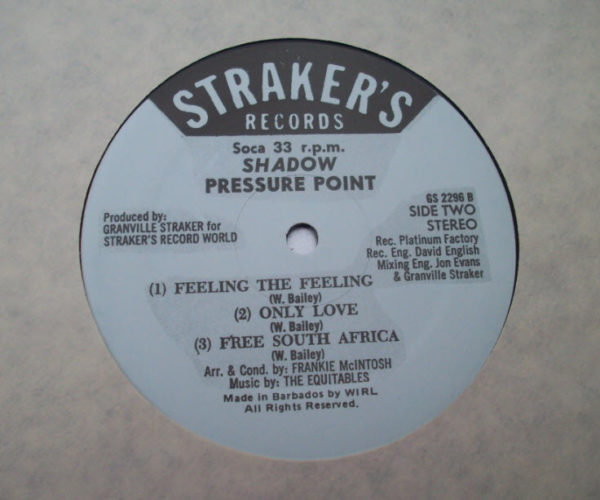 STRAKER'S
RECORDS
Soca 33 r.p.m.
SHADOW
PRESSURE POINT
Produced by:
GRANVILLE STRAKER for
STRAKER'S RECORD WORLD
GS 2296 B
SIDE TWO
STEREO
Rec. Platinum Factory
Rec. Eng. David English
Mixing Eng. Jon Evans
& Granville Straker
(1) FEELING THE FEELING
(W. Bailey)
(2) ONLY LOVE
(W. Bailey)
(3) FREE SOUTH AFRICA
(W. Bailey)
Arr. & Cond. by: FRANKIE McINTOSH
Music by: THE EQUITABLES
Made in Barbados by WIRL
All Rights Reserved.